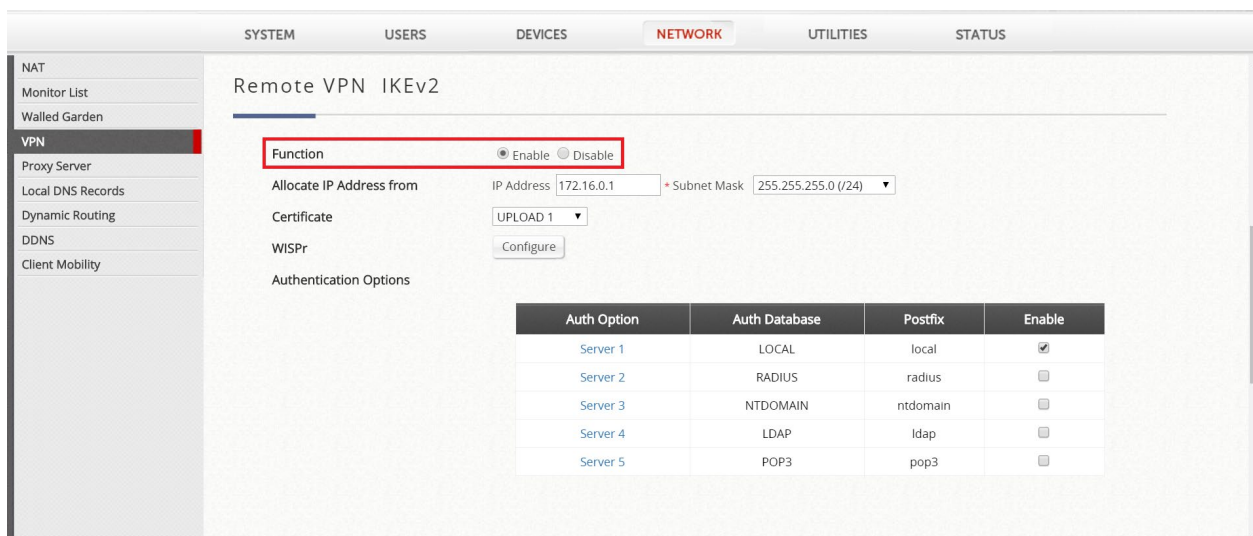 SYSTEM USERS DEVICES NETWORK UTILITIES STATUS
NAT
Monitor List
Walled Garden
VPN
Proxy Server
Local DNS Records
Dynamic Routing
DDNS
Client Mobility
Remote VPN IKEv2
Function Enable Disable
Allocate IP Address from IP Address 172.16.0.1 * Subnet Mask 255.255.255.0 (/24)
Certificate UPLOAD 1
WISPr Configure
Authentication Options
Auth Option Auth Database Postfix Enable
Server 1 LOCAL local
Server 2 RADIUS radius
Server 3 NTDOMAIN ntdomain
Server 4 LDAP ldap
Server 5 POP3 pop3